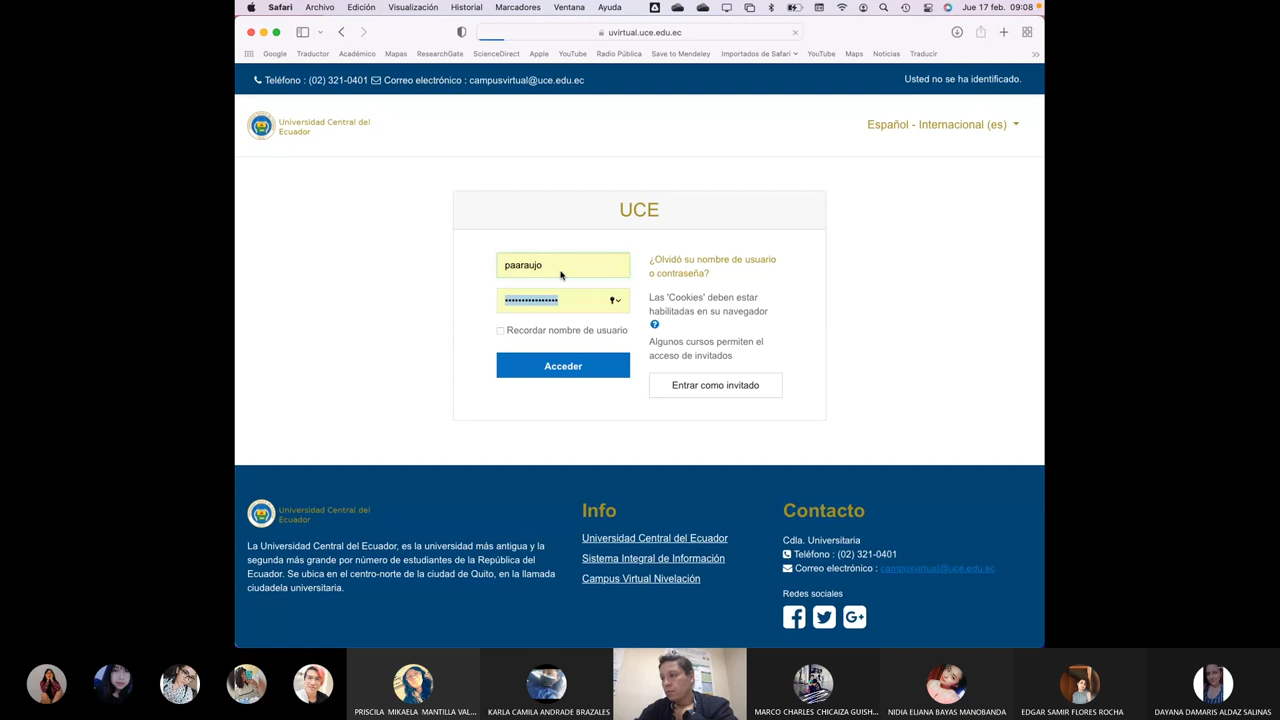 Safari Archivo Edición Visualización Historial Marcadores Ventana Ayuda Jue 17 feb. 09:08
uvirtual.uce.edu.ec
Google Traductor Académico Mapas ResearchGate ScienceDirect Apple YouTube Radio Pública Save to Mendeley Importados de Safari YouTube Maps Noticias Traducir
Teléfono : (02) 321-0401 Correo electrónico : campusvirtual@uce.edu.ec
Usted no se ha identificado.
Universidad Central del
Ecuador
Español - Internacional (es)
UCE
paaraujo
¿Olvidó su nombre de usuario
o contraseña?
Las 'Cookies' deben estar
habilitadas en su navegador
Recordar nombre de usuario
Algunos cursos permiten el
acceso de invitados
Acceder
Entrar como invitado
Universidad Central del
Ecuador
La Universidad Central del Ecuador, es la universidad más antigua y la
segunda más grande por número de estudiantes de la República del
Ecuador. Se ubica en el centro-norte de la ciudad de Quito, en la llamada
ciudadela universitaria.
Info
Universidad Central del Ecuador
Sistema Integral de Información
Campus Virtual Nivelación
Contacto
Cdla. Universitaria
Teléfono : (02) 321-0401
Correo electrónico : campusvirtual@uce.edu.ec
Redes sociales
PRISCILA MIKAELA MANTILLA VAL...
KARLA CAMILA ANDRADE BRAZALES
MARCO CHARLES CHICAIZA GUISH...
NIDIA ELIANA BAYAS MANOBANDA
EDGAR SAMIR FLORES ROCHA
DAYANA DAMARIS ALDAZ SALINAS